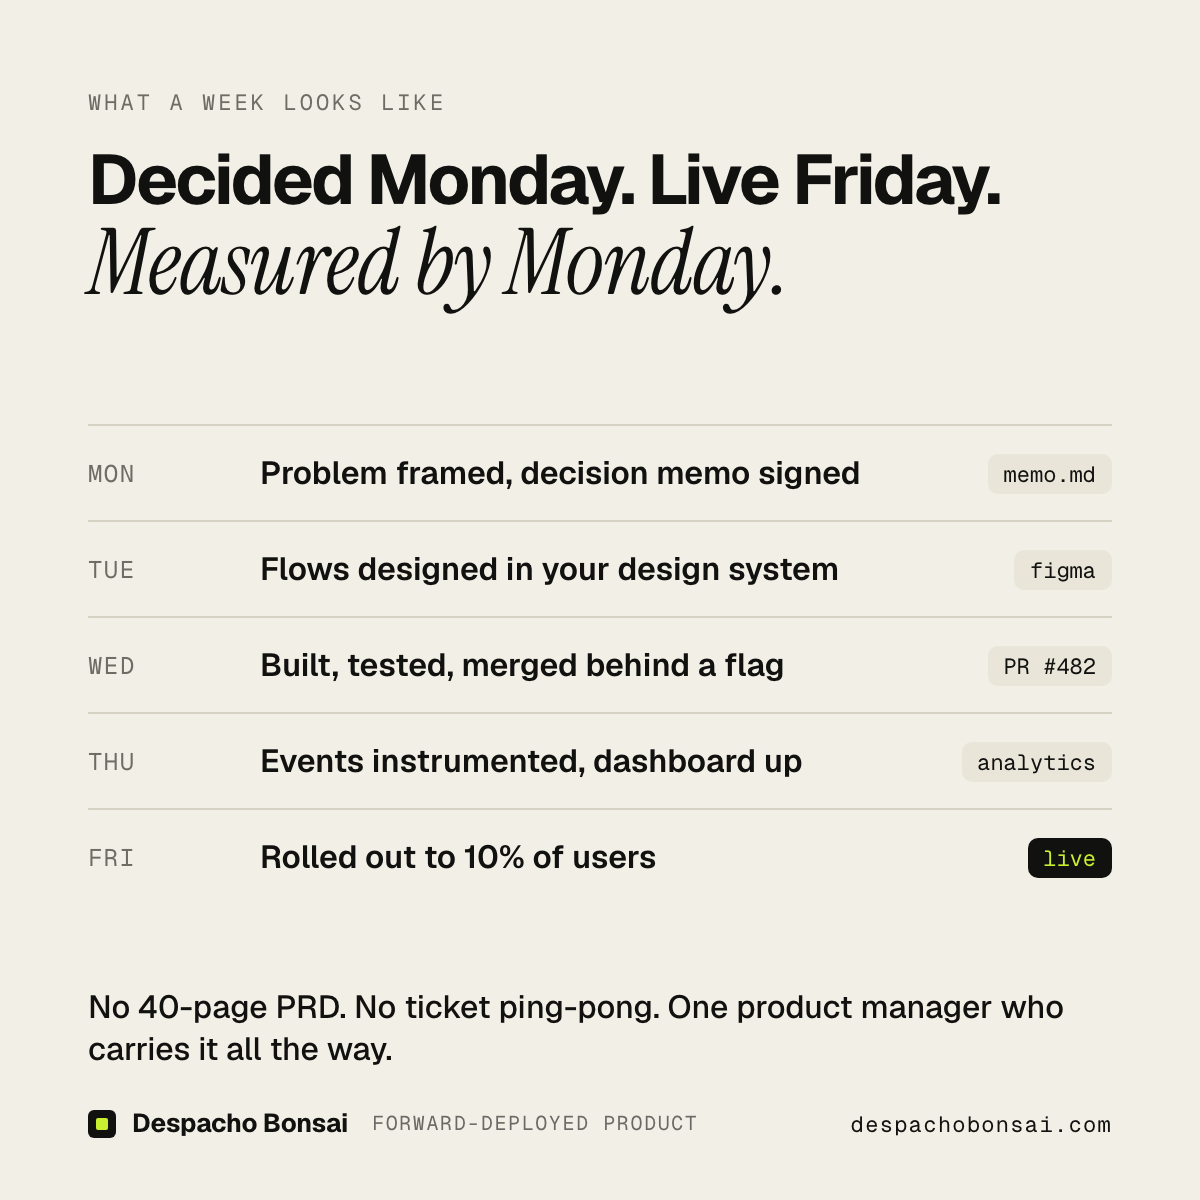 WHAT A WEEK LOOKS LIKE
Decided Monday. Live Friday.
Measured by Monday.
MON Problem framed, decision memo signed memo.md
TUE Flows designed in your design system figma
WED Built, tested, merged behind a flag PR #482
THU Events instrumented, dashboard up analytics
FRI Rolled out to 10% of users live
No 40-page PRD. No ticket ping-pong. One product manager who
carries it all the way.
Despacho Bonsai FORWARD-DEPLOYED PRODUCT despachobonsai.com